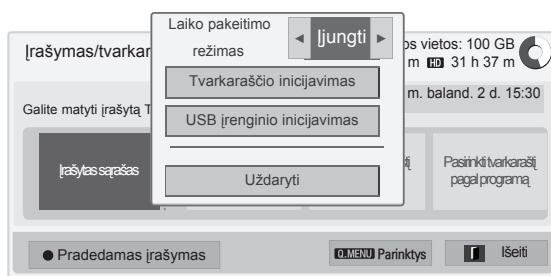 Laiko pakeitimo
režimas
◄ Įjungti ►
Tvarkaraščio inicijavimas
USB įrenginio inicijavimas
Uždaryti
Įrašymas/tvarkar
os vietos: 100 GB
m HD 31 h 37 m
m. baland. 2 d. 15:30
Galite matyti įrašytą T
Įrašytas sąrašas
Pasirinkti tvarkaraštį
pagal programą
● Pradedamas įrašymas
Q.MENU Parinktys
Išeiti